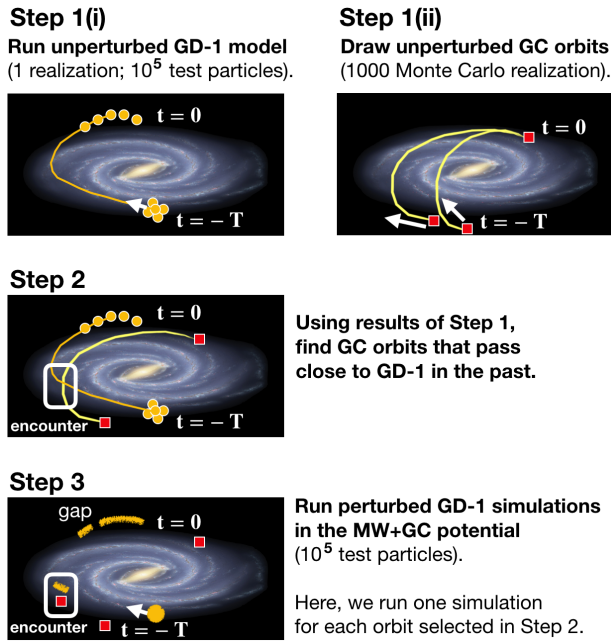 Step 1(i)
Run unperturbed GD-1 model
(1 realization; 10⁵ test particles).
t = 0
t = − T
Step 1(ii)
Draw unperturbed GC orbits
(1000 Monte Carlo realization).
t = 0
t = − T
Step 2
t = 0
t = − T
encounter
Using results of Step 1,
find GC orbits that pass
close to GD-1 in the past.
Step 3
gap
t = 0
encounter
t = − T
Run perturbed GD-1 simulations
in the MW+GC potential
(10⁵ test particles).
Here, we run one simulation
for each orbit selected in Step 2.